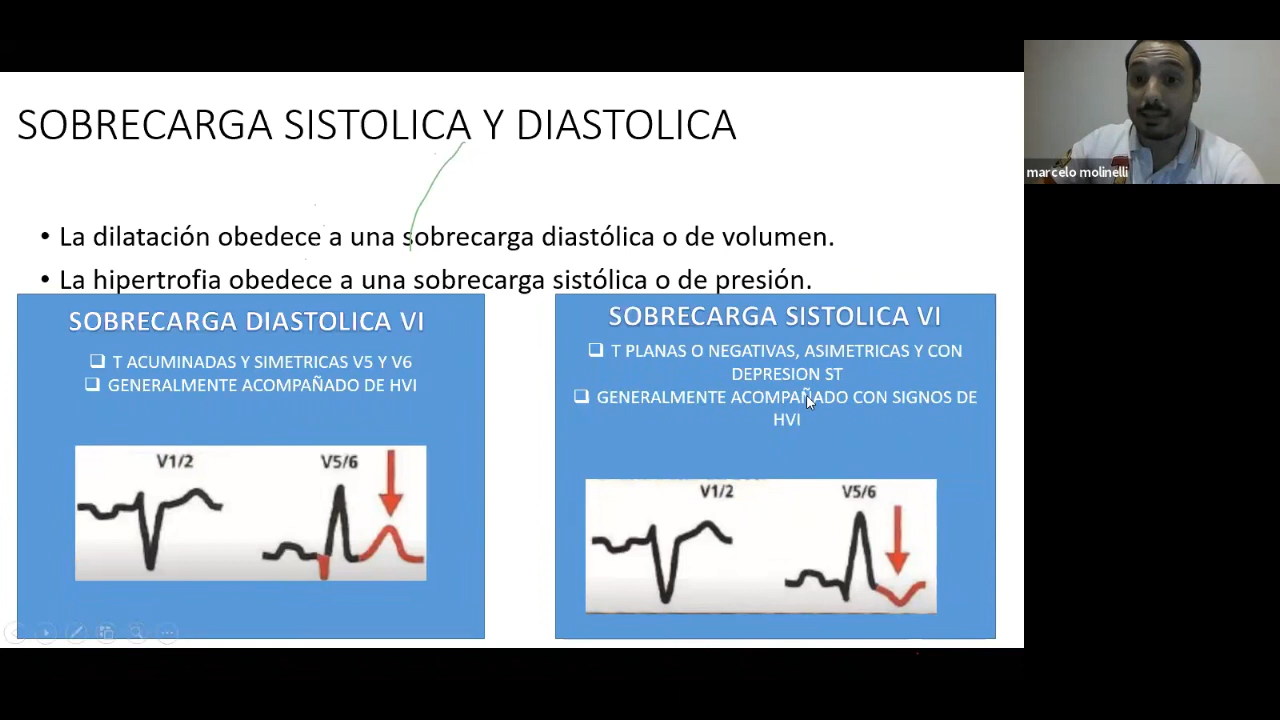 SOBRECARGA SISTOLICA Y DIASTOLICA
marcelo molinelli
• La dilatación obedece a una sobrecarga diastólica o de volumen.
• La hipertrofia obedece a una sobrecarga sistólica o de presión.
SOBRECARGA DIASTOLICA VI
❑ T ACUMINADAS Y SIMETRICAS V5 Y V6
❑ GENERALMENTE ACOMPAÑADO DE HVI
V1/2 V5/6
SOBRECARGA SISTOLICA VI
❑ T PLANAS O NEGATIVAS, ASIMETRICAS Y CON
DEPRESION ST
❑ GENERALMENTE ACOMPAÑADO CON SIGNOS DE
HVI
V1/2 V5/6